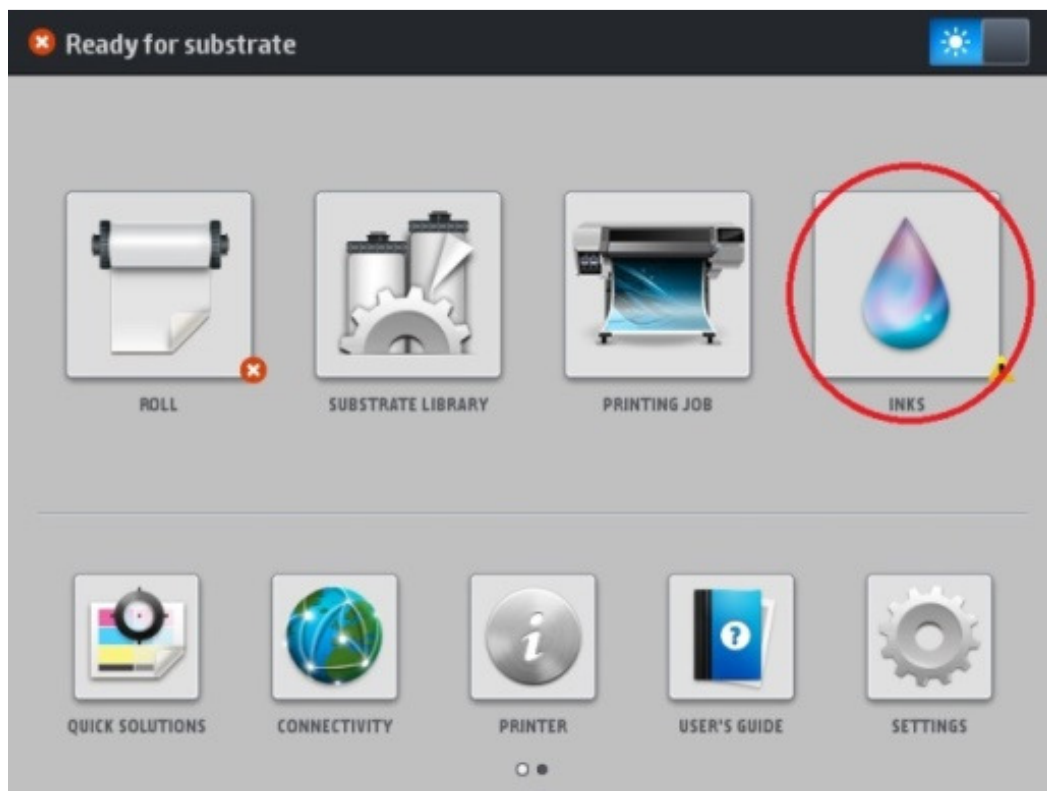 Ready for substrate
ROLL
SUBSTRATE LIBRARY
PRINTING JOB
INKS
QUICK SOLUTIONS
CONNECTIVITY
PRINTER
USER'S GUIDE
SETTINGS